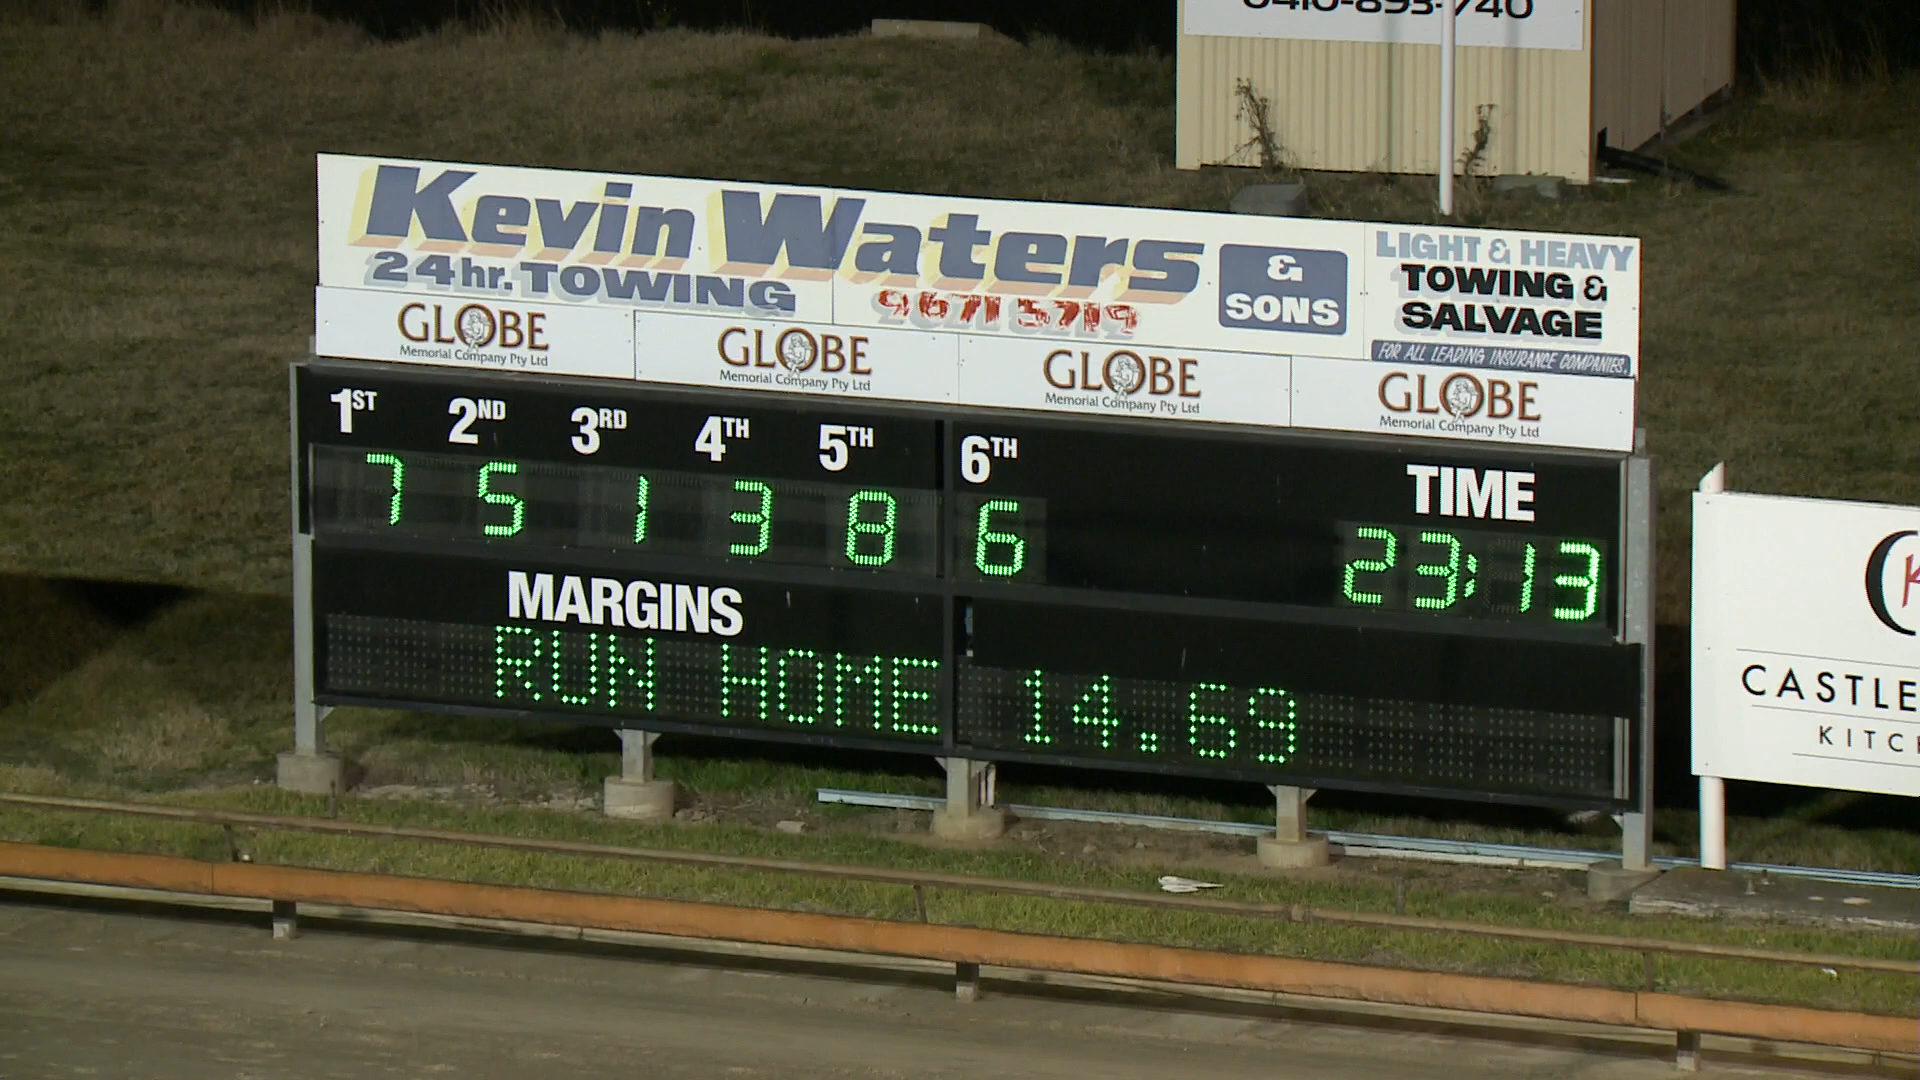 0410-893-740
Kevin Waters & SONS
24hr. TOWING 9671 5719
LIGHT & HEAVY
TOWING &
SALVAGE
FOR ALL LEADING INSURANCE COMPANIES.
GLOBE
Memorial Company Pty Ltd
GLOBE
Memorial Company Pty Ltd
GLOBE
Memorial Company Pty Ltd
GLOBE
Memorial Company Pty Ltd
1ST 2ND 3RD 4TH 5TH 6TH TIME
7 5 1 3 8 6 23:13
MARGINS
RUN HOME 14.69
CASTLE